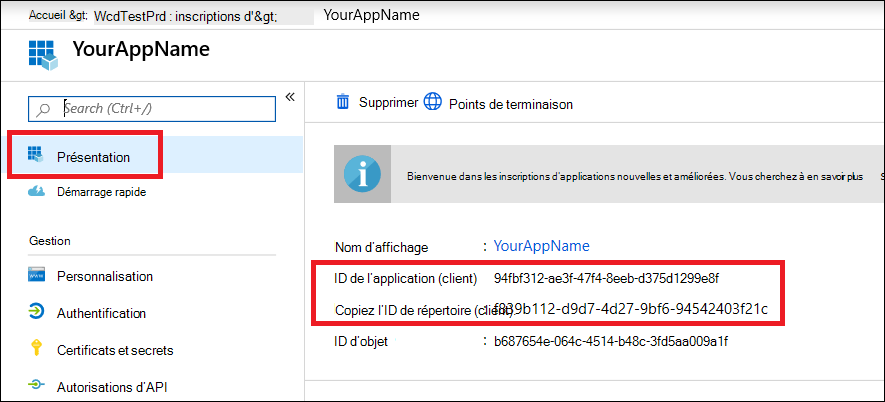 Accueil &gt; WcdTestPrd : inscriptions d'&gt; YourAppName
YourAppName
Search (Ctrl+/)
«
Présentation
Démarrage rapide
Gestion
Personnalisation
Authentification
Certificats et secrets
Autorisations d'API
Supprimer Points de terminaison
Bienvenue dans les inscriptions d'applications nouvelles et améliorées. Vous cherchez à en savoir plus
Nom d'affichage : YourAppName
ID de l'application (client) 94fbf312-ae3f-47f4-8eeb-d375d1299e8f
Copiez l'ID de répertoire (client) : f839b112-d9d7-4d27-9bf6-94542403f21c
ID d'objet : b687654e-064c-4514-b48c-3fd5aa009a1f